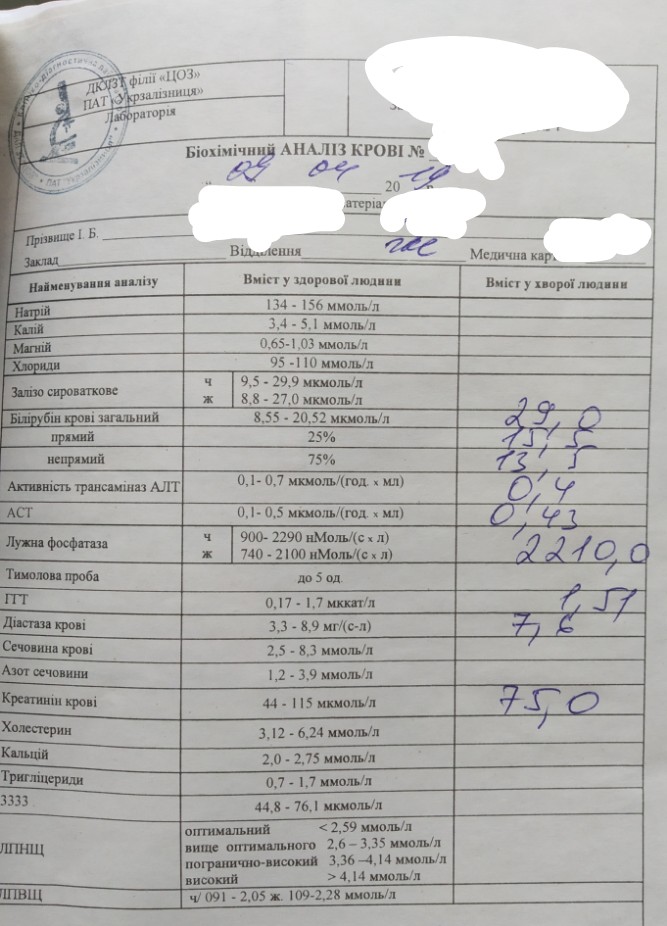 ДКЛЗТ філії «ЦОЗ»
ПАТ «Укрзалізниця»
Лабораторія
Біохімічний АНАЛІЗ КРОВІ №
09 04 2019 р
Прізвище І. Б.
Заклад Відділення Медична
Найменування аналізу Вміст у здорової людини Вміст у хворої людини
Натрій 134 - 156 ммоль/л
Калій 3,4 - 5,1 ммоль/л
Магній 0,65-1,03 ммоль/л
Хлориди 95 -110 ммоль/л
Залізо сироваткове ч 9,5 - 29,9 мкмоль/л
ж 8,8 - 27,0 мкмоль/л
Білірубін крові загальний 8,55 - 20,52 мкмоль/л 29,0
прямий 25% 15,5
непрямий 75% 13,5
Активність трансаміназ АЛТ 0,1- 0,7 мкмоль/(год. х мл) 0,4
АСТ 0,1- 0,5 мкмоль/(год. х мл) 0,43
Лужна фосфатаза ч 900- 2290 нМоль/(с х л) 2210,0
ж 740 - 2100 нМоль/(с х л)
Тимолова проба до 5 од.
ГГТ 0,17 - 1,7 мккат/л 1,51
Діастаза крові 3,3 - 8,9 мг/(с-л) 7,6
Сечовина крові 2,5 - 8,3 ммоль/л
Азот сечовини 1,2 - 3,9 ммоль/л
Креатинін крові 44 - 115 мкмоль/л 75,0
Холестерин 3,12 - 6,24 ммоль/л
Кальцій 2,0 - 2,75 ммоль/л
Тригліцериди 0,7 - 1,7 ммоль/л
ЗЗЗЗ 44,8 - 76,1 мкмоль/л
ЛПНЩ оптимальний < 2,59 ммоль/л
вище оптимального 2,6 – 3,35 ммоль/л
погранично-високий 3,36 –4,14 ммоль/л
високий > 4,14 ммоль/л
ЛПВЩ ч/ 091 - 2,05 ж. 109-2,28 ммоль/л